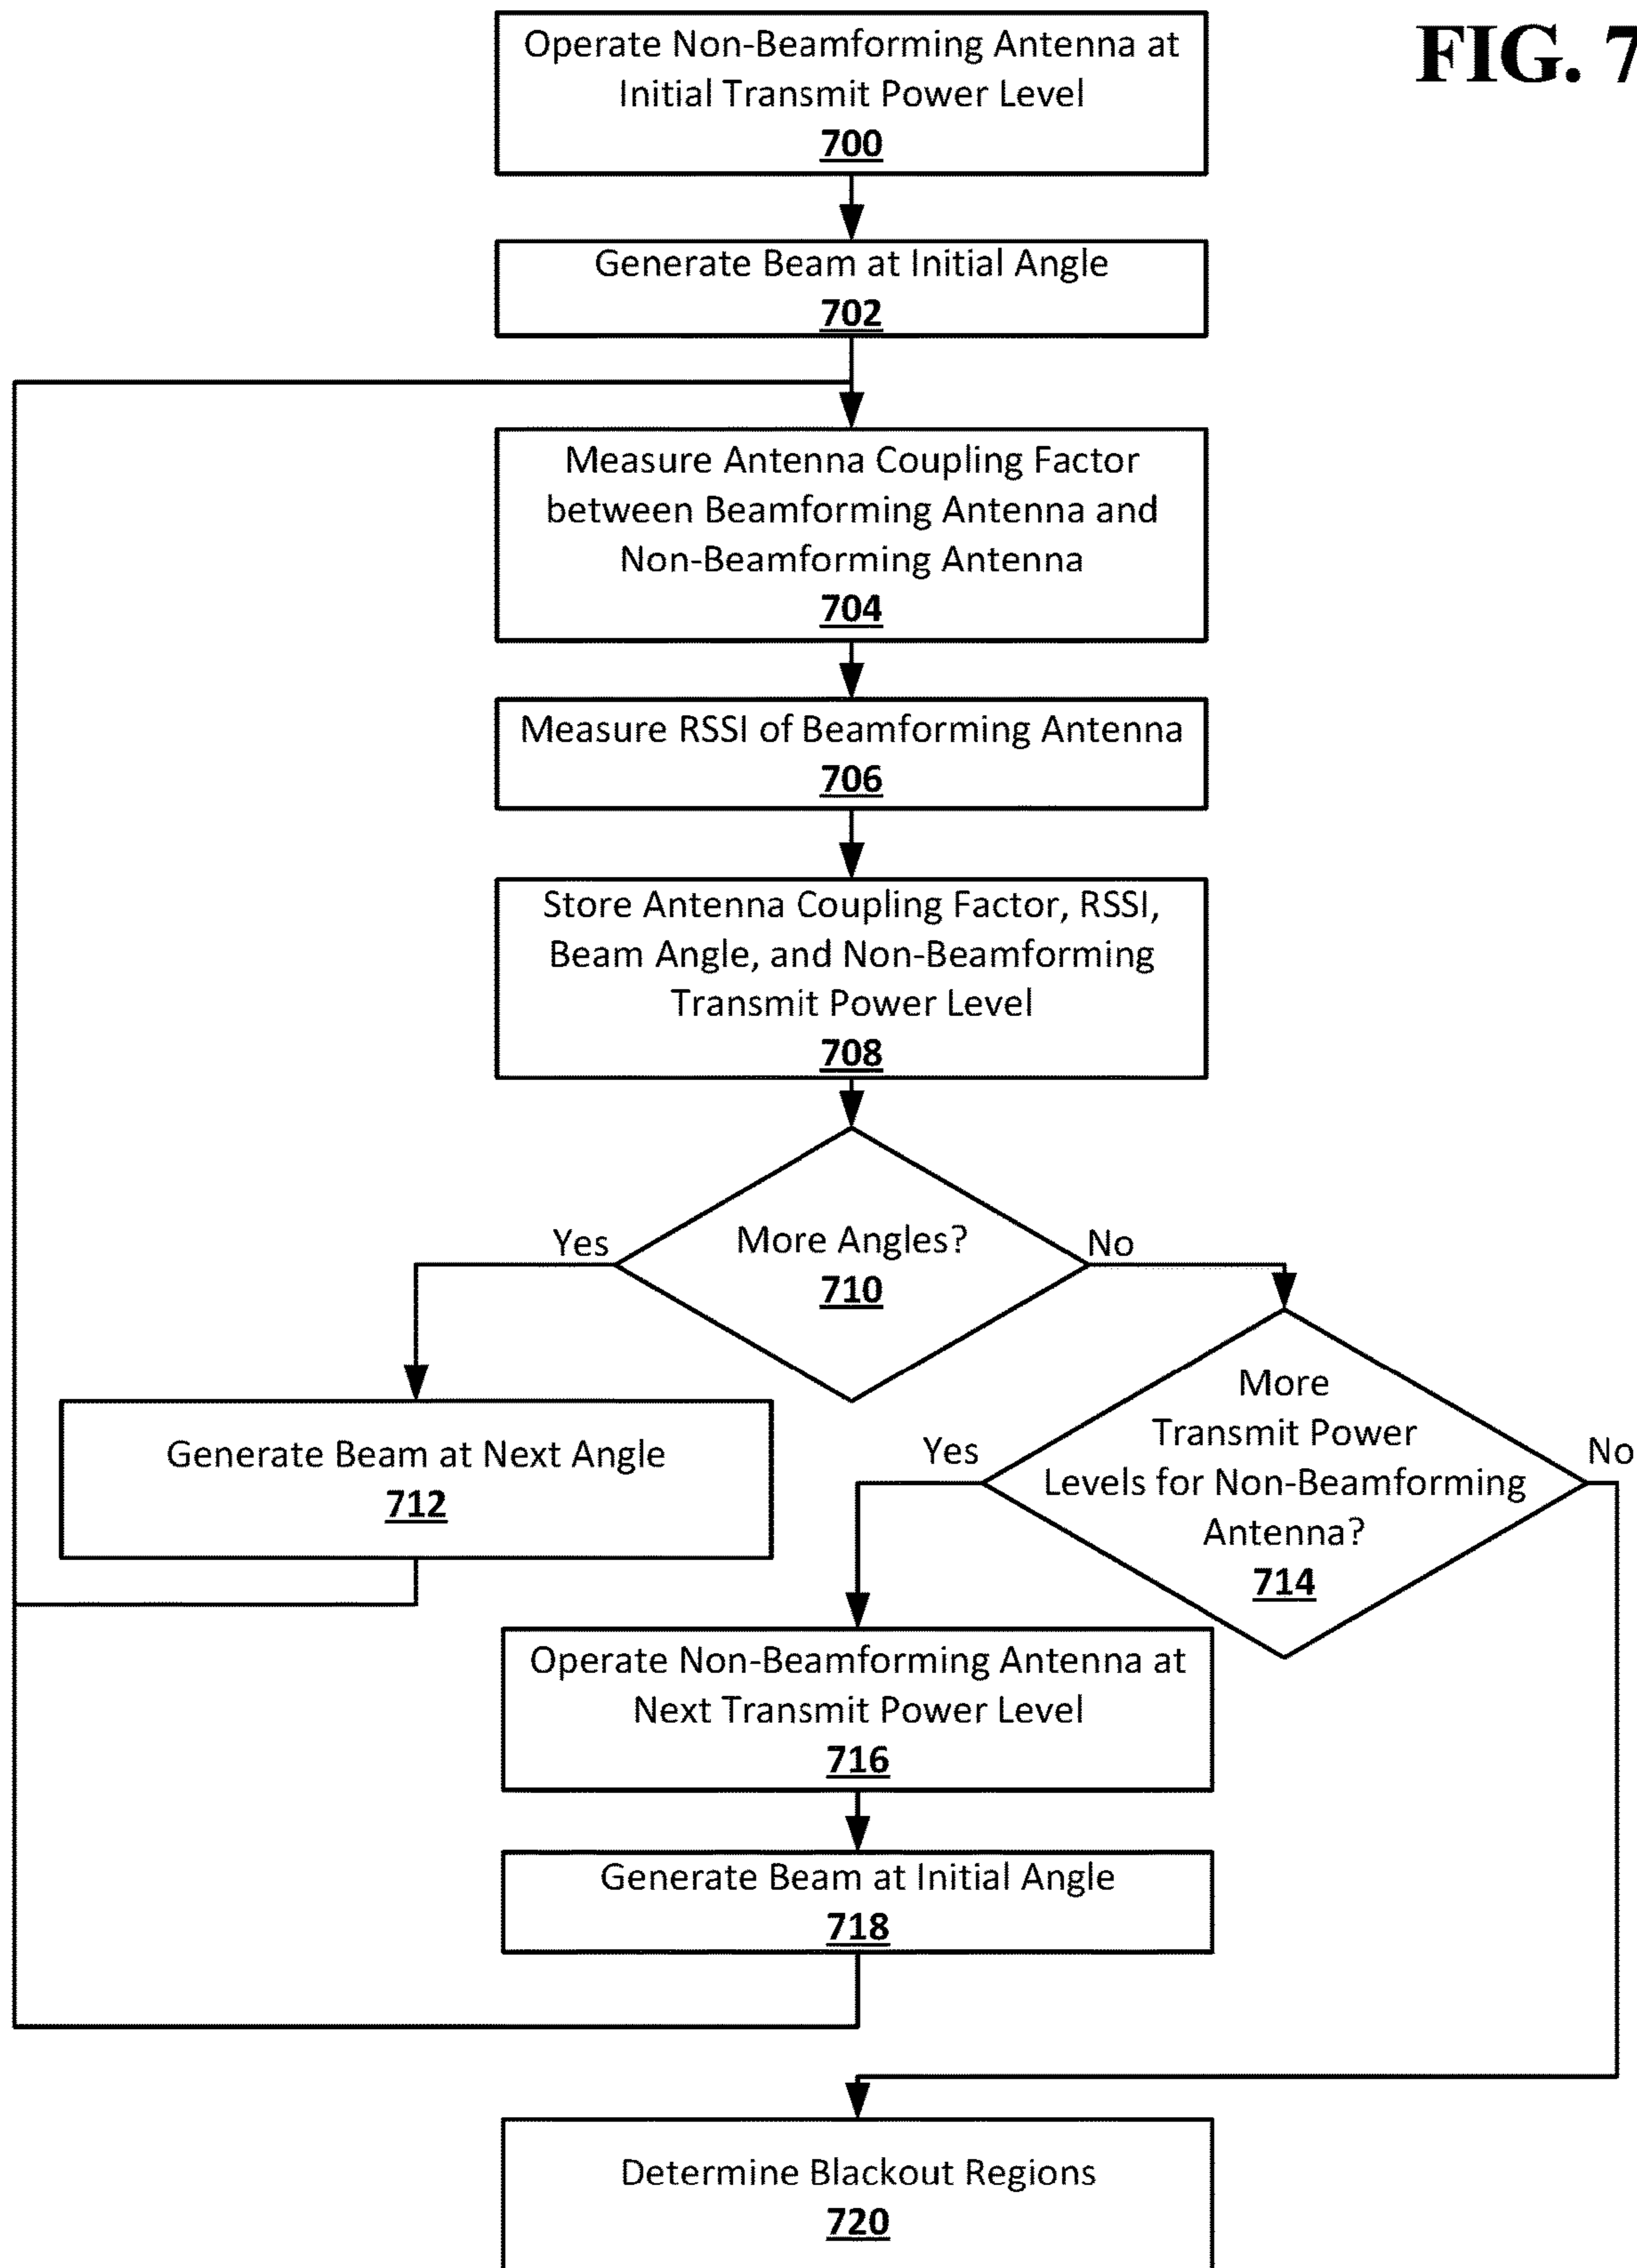 FIG. 7
Operate Non-Beamforming Antenna at
Initial Transmit Power Level
700
Generate Beam at Initial Angle
702
Measure Antenna Coupling Factor
between Beamforming Antenna and
Non-Beamforming Antenna
704
Measure RSSI of Beamforming Antenna
706
Store Antenna Coupling Factor, RSSI,
Beam Angle, and Non-Beamforming
Transmit Power Level
708
Yes
More Angles?
710
No
Generate Beam at Next Angle
712
Yes
More
Transmit Power
Levels for Non-Beamforming
Antenna?
714
No
Operate Non-Beamforming Antenna at
Next Transmit Power Level
716
Generate Beam at Initial Angle
718
Determine Blackout Regions
720